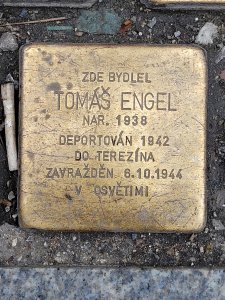 ZDE BYDLEL
TOMÁŠ ENGEL
NAR. 1938
DEPORTOVÁN 1942
DO TEREZÍNA
ZAVRAŽDĚN 6.10.1944
V OSVĚTIMI